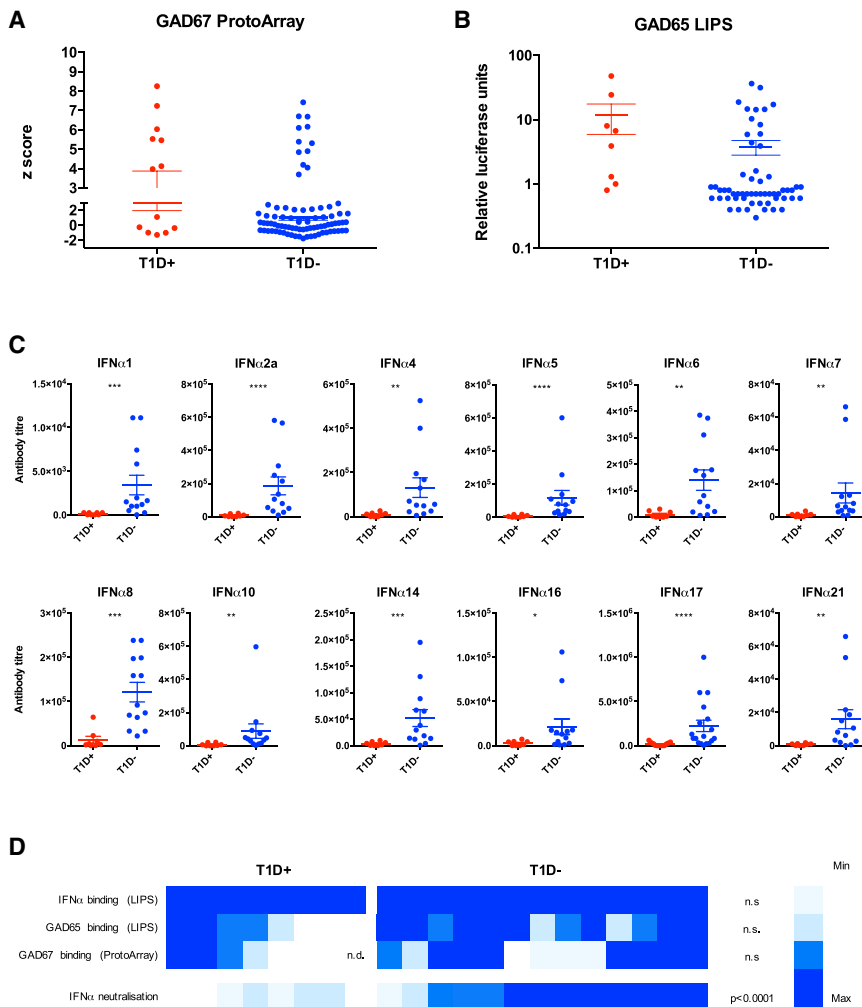 A
GAD67 ProtoArray
z score
10
9
8
7
6
5
4
3
2
0
-2
T1D+
T1D-
B
GAD65 LIPS
Relative luciferase units
100
10
1
0.1
T1D+
T1D-
C
Antibody titre
IFNα1
***
1.5×10⁴
1.0×10⁴
5.0×10³
0.0
T1D+
T1D-
IFNα2a
****
8×10⁵
6×10⁵
4×10⁵
2×10⁵
0
T1D+
T1D-
IFNα4
**
6×10⁵
4×10⁵
2×10⁵
0
T1D+
T1D-
IFNα5
****
8×10⁵
6×10⁵
4×10⁵
2×10⁵
0
T1D+
T1D-
IFNα6
**
5×10⁵
4×10⁵
3×10⁵
2×10⁵
1×10⁵
0
T1D+
T1D-
IFNα7
**
8×10⁴
6×10⁴
4×10⁴
2×10⁴
0
T1D+
T1D-
Antibody titre
IFNα8
***
3×10⁵
2×10⁵
1×10⁵
0
T1D+
T1D-
IFNα10
**
8×10⁵
6×10⁵
4×10⁵
2×10⁵
0
T1D+
T1D-
IFNα14
***
2.5×10⁵
2.0×10⁵
1.5×10⁵
1.0×10⁵
5.0×10⁴
0.0
T1D+
T1D-
IFNα16
*
1.5×10⁵
1.0×10⁵
5.0×10⁴
0.0
T1D+
T1D-
IFNα17
****
1.5×10⁶
1.0×10⁶
5.0×10⁵
0.0
T1D+
T1D-
IFNα21
**
8×10⁴
6×10⁴
4×10⁴
2×10⁴
0
T1D+
T1D-
D
T1D+
T1D-
Min
IFNα binding (LIPS)
n.s
GAD65 binding (LIPS)
n.s.
GAD67 binding (ProtoArray)
n.d.
n.s
IFNα neutralisation
p<0.0001
Max